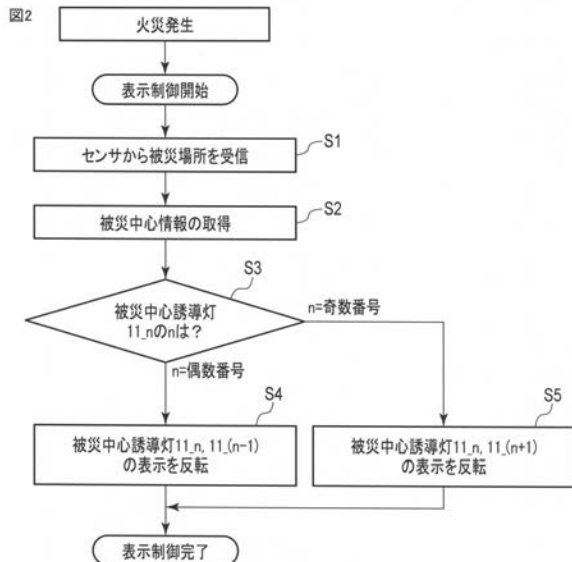 図2
火災発生
表示制御開始
センサから被災場所を受信
S1
被災中心情報の取得
S2
S3
被災中心誘導灯
11_nのnは？
n=奇数番号
n=偶数番号
S4
被災中心誘導灯11_n, 11_(n-1)
の表示を反転
S5
被災中心誘導灯11_n, 11_(n+1)
の表示を反転
表示制御完了